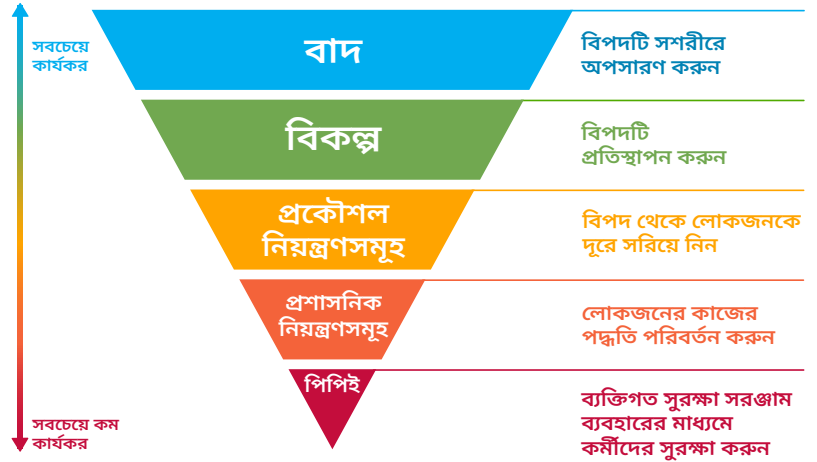 সবচেয়ে
কার্যকর
বাদ
বিপদটি সশরীরে
অপসারণ করুন
বিকল্প
বিপদটি
প্রতিস্থাপন করুন
প্রকৌশল
নিয়ন্ত্রণসমূহ
বিপদ থেকে লোকজনকে
দূরে সরিয়ে নিন
প্রশাসনিক
নিয়ন্ত্রণসমূহ
লোকজনের কাজের
পদ্ধতি পরিবর্তন করুন
পিপিই
ব্যক্তিগত সুরক্ষা সরঞ্জাম
ব্যবহারের মাধ্যমে
কর্মীদের সুরক্ষা করুন
সবচেয়ে কম
কার্যকর